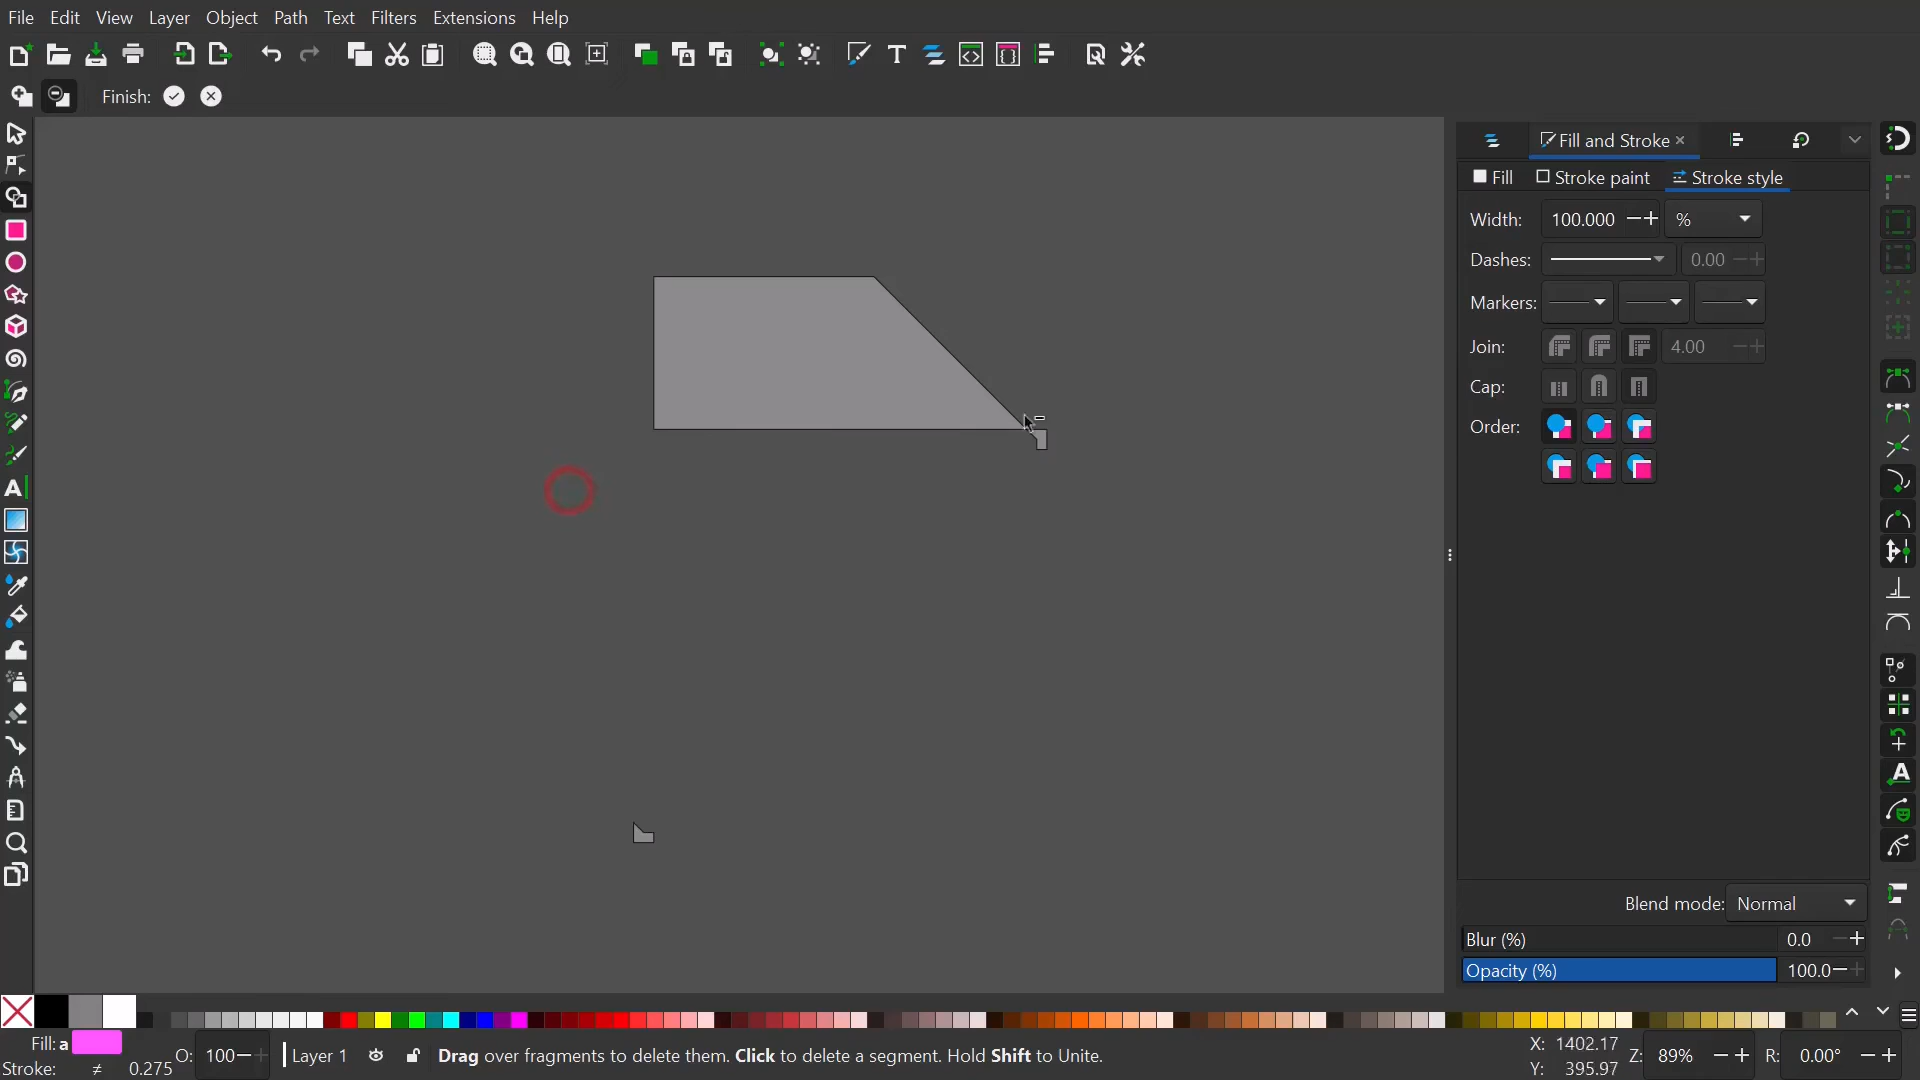 File Edit View Layer Object Path Text Filters Extensions Help
Finish:
Fill and Stroke
Fill Stroke paint Stroke style
Width: 100.000 %
Dashes: 0.00
Markers:
Join: 4.00
Cap:
Order:
Blend mode: Normal
Blur (%) 0.0
Opacity (%) 100.0
Fill: a
Stroke: ≠ 0.275
O: 100
Layer 1
Drag over fragments to delete them. Click to delete a segment. Hold Shift to Unite.
X: 1402.17
Y: 395.97
Z: 89%
R: 0.00°